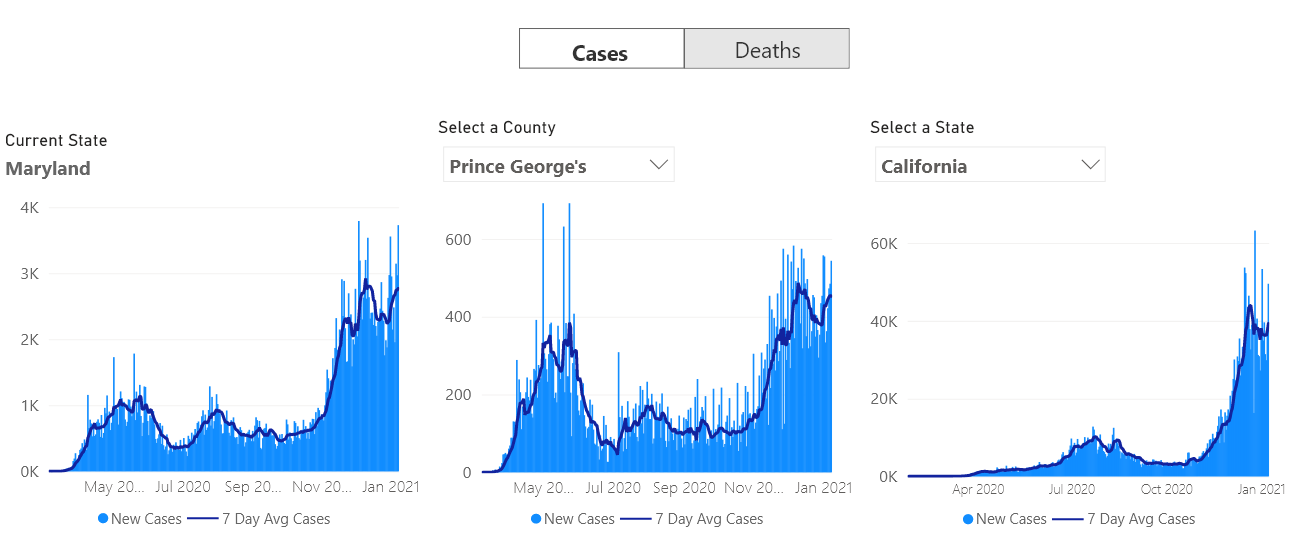 Cases Deaths
Current State
Maryland
4K
3K
2K
1K
0K
May 20... Jul 2020 Sep 20... Nov 20... Jan 2021
New Cases 7 Day Avg Cases
Select a County
Prince George's
600
400
200
0
May 20... Jul 2020 Sep 2020 Nov 20... Jan 2021
New Cases 7 Day Avg Cases
Select a State
California
60K
40K
20K
0K
Apr 2020 Jul 2020 Oct 2020 Jan 2021
New Cases 7 Day Avg Cases